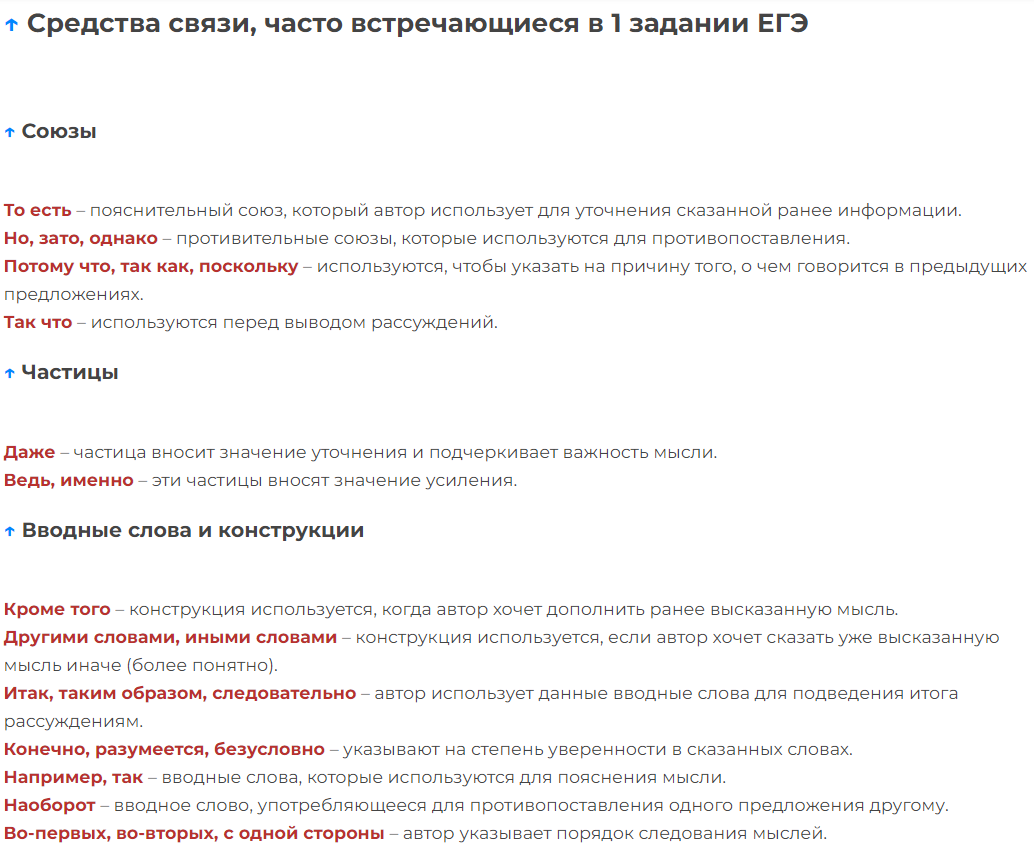 ↑ Средства связи, часто встречающиеся в 1 задании ЕГЭ
↑ Союзы
То есть – пояснительный союз, который автор использует для уточнения сказанной ранее информации.
Но, зато, однако – противительные союзы, которые используются для противопоставления.
Потому что, так как, поскольку – используются, чтобы указать на причину того, о чем говорится в предыдущих
предложениях.
Так что – используются перед выводом рассуждений.
↑ Частицы
Даже – частица вносит значение уточнения и подчеркивает важность мысли.
Ведь, именно – эти частицы вносят значение усиления.
↑ Вводные слова и конструкции
Кроме того – конструкция используется, когда автор хочет дополнить ранее высказанную мысль.
Другими словами, иными словами – конструкция используется, если автор хочет сказать уже высказанную
мысль иначе (более понятно).
Итак, таким образом, следовательно – автор использует данные вводные слова для подведения итога
рассуждениям.
Конечно, разумеется, безусловно – указывают на степень уверенности в сказанных словах.
Например, так – вводные слова, которые используются для пояснения мысли.
Наоборот – вводное слово, употребляющееся для противопоставления одного предложения другому.
Во-первых, во-вторых, с одной стороны – автор указывает порядок следования мыслей.